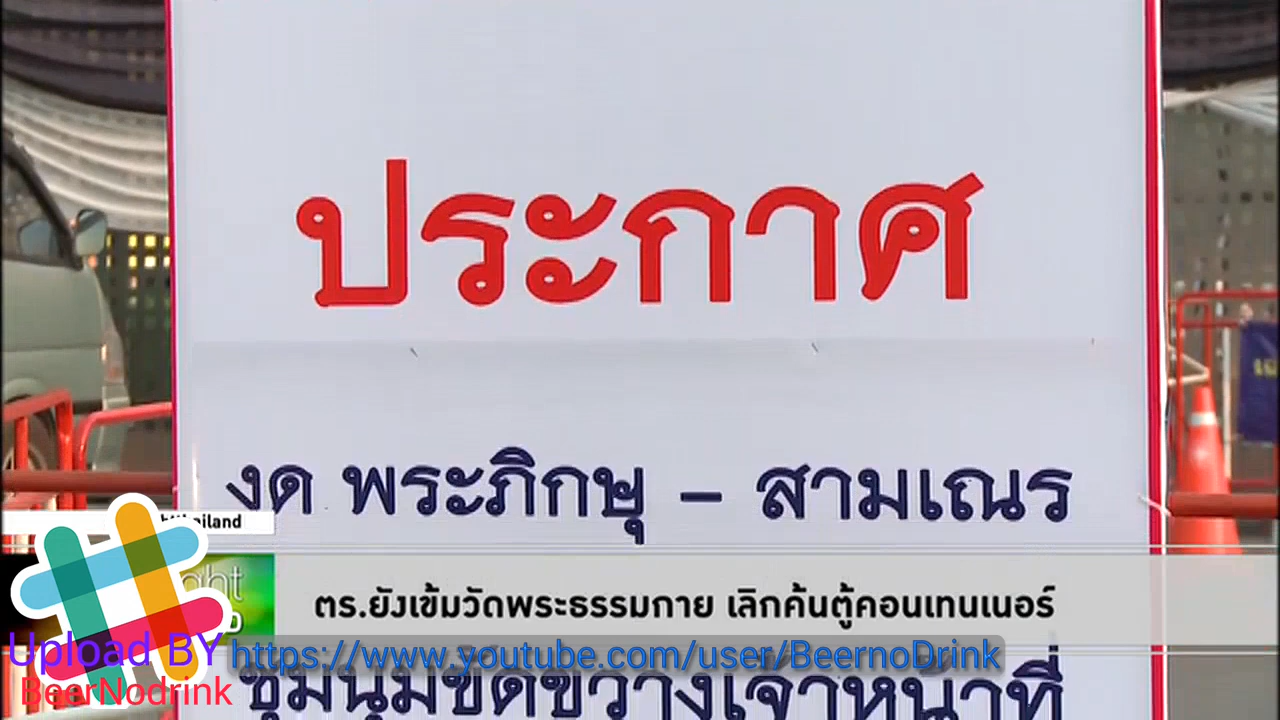 ประกาศ
งด พระภิกษุ – สามเณร
ตร.ยังเข้มวัดพระธรรมกาย เลิกค้นตู้คอนเทนเนอร์
Upload BY https://www.youtube.com/user/BeernoDrink
ชุมนุมขัดขวางเจ้าหน้าที่
BeerNodrink